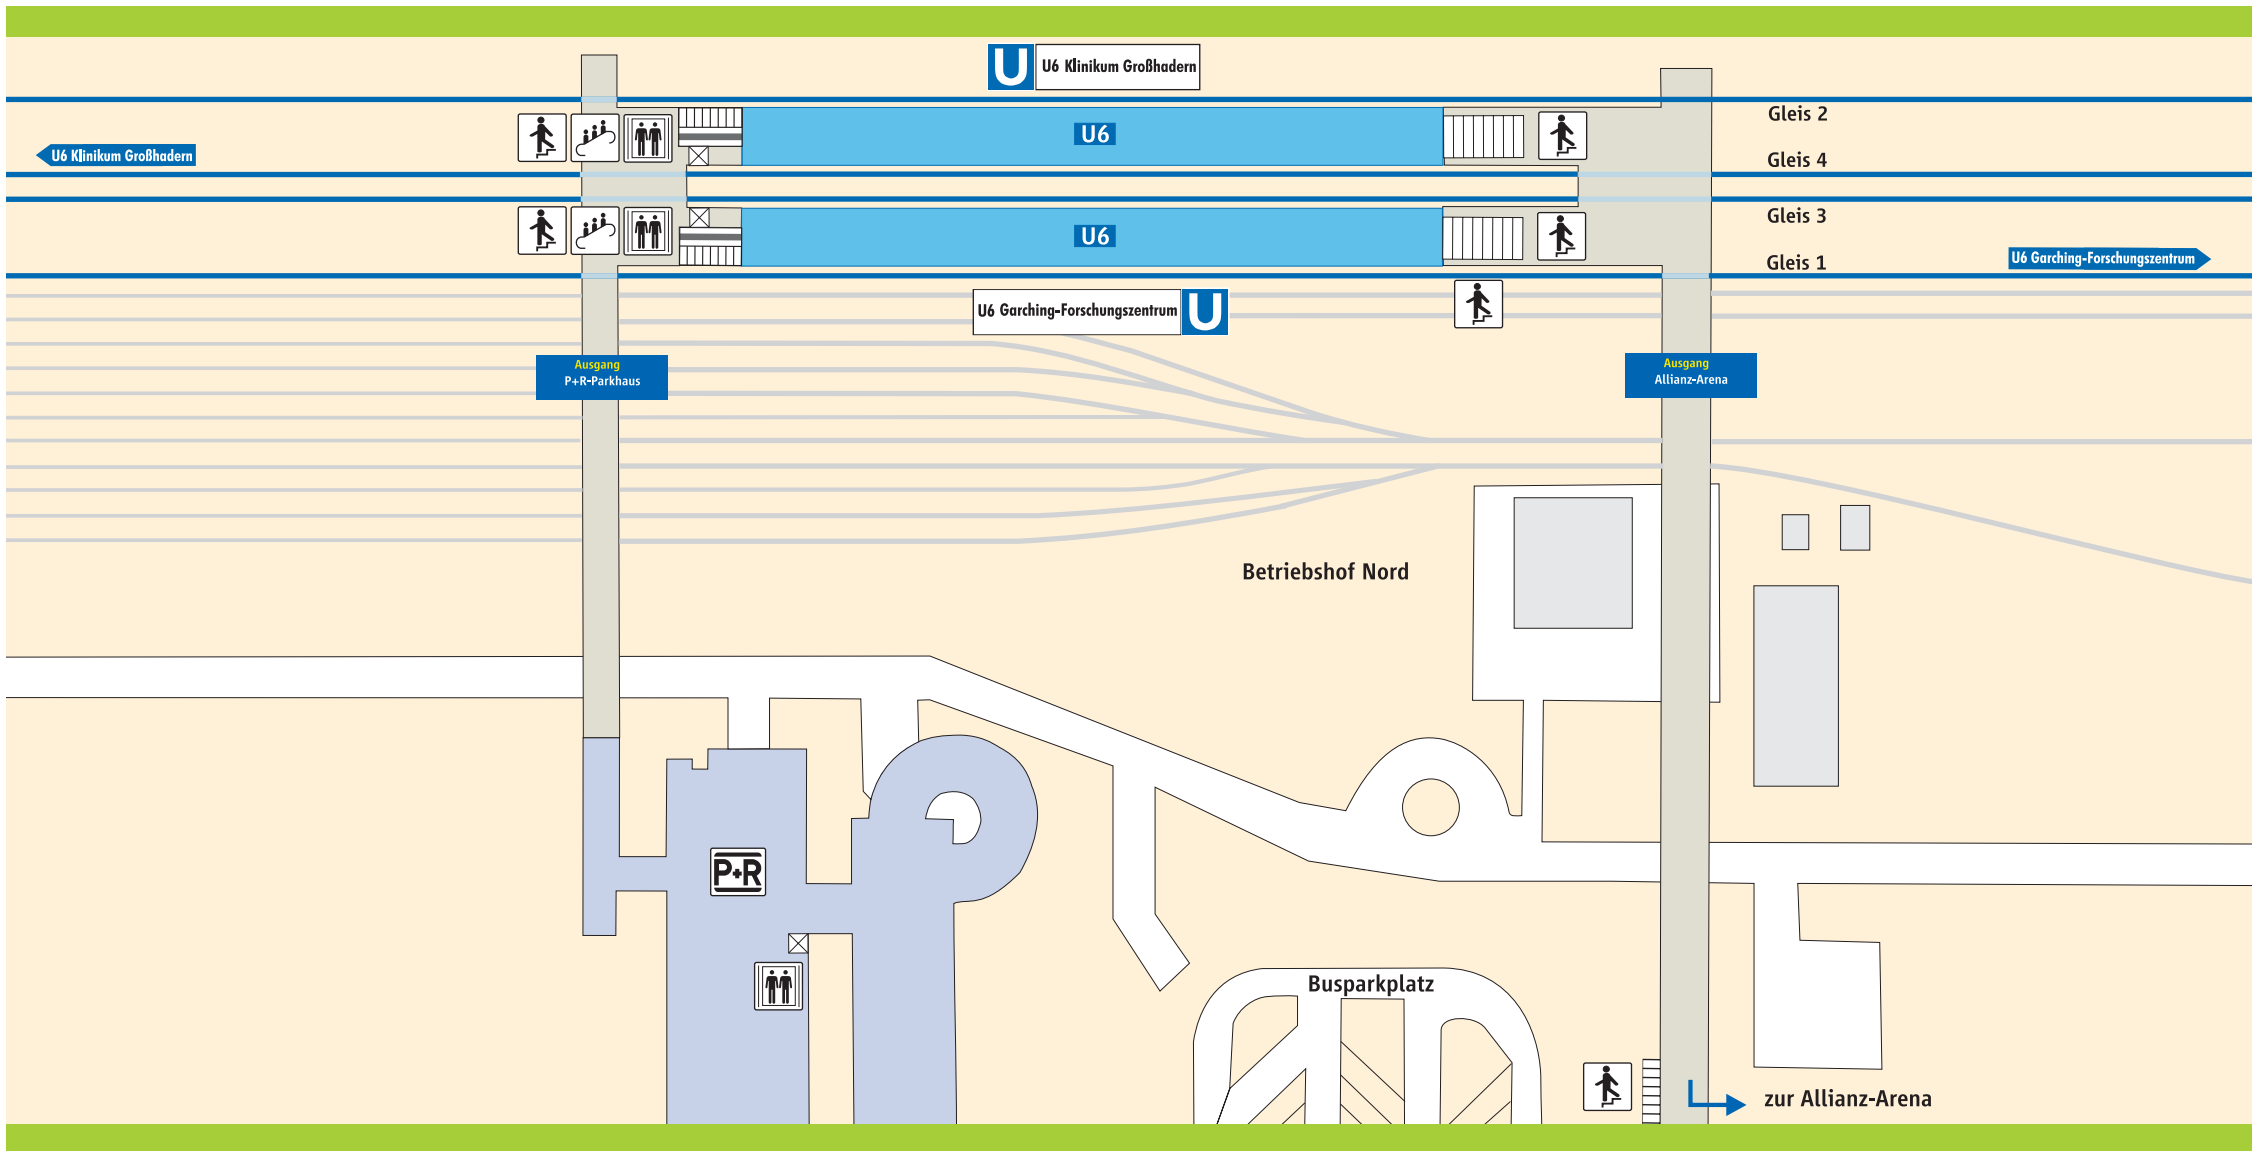 U U6 Klinikum Großhadern
Gleis 2
U6
U6 Klinikum Großhadern
Gleis 4
Gleis 3
U6
Gleis 1
U6 Garching-Forschungszentrum
U6 Garching-Forschungszentrum U
Ausgang
P+R-Parkhaus
Ausgang
Allianz-Arena
Betriebshof Nord
P+R
Busparkplatz
zur Allianz-Arena